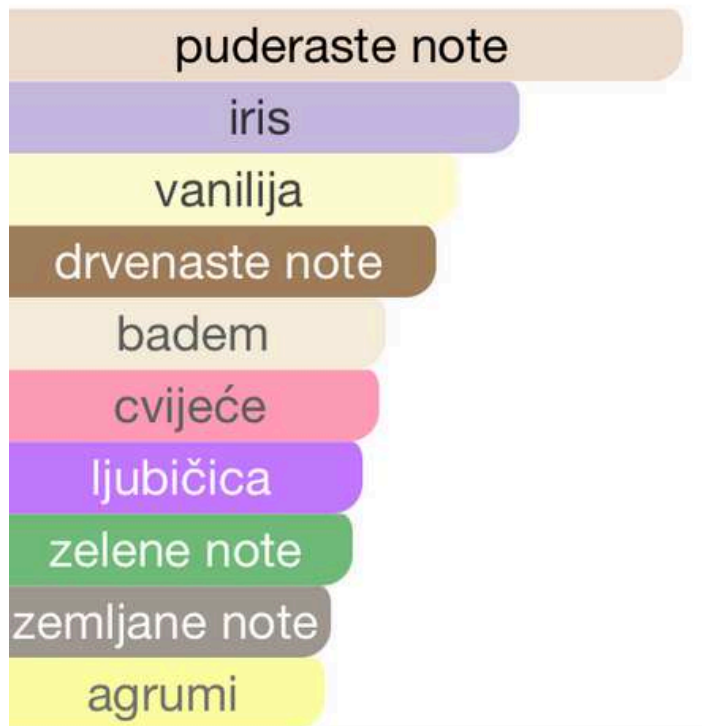 puderaste note
iris
vanilija
drvenaste note
badem
cvijeće
ljubičica
zelene note
zemljane note
agrumi